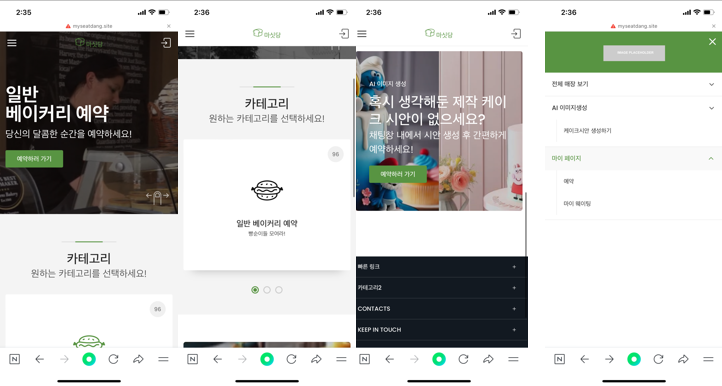 2:35
myseatdang.site
마싯당
일반
베이커리 예약
당신의 달콤한 순간을 예약하세요!
예약하러 가기
카테고리
원하는 카테고리를 선택하세요!
96
2:36
마싯당
카테고리
원하는 카테고리를 선택하세요!
96
일반 베이커리 예약
빵순이들 모여라!
2:36
마싯당
AI 이미지 생성
혹시 생각해둔 제작 케이
크 시안이 없으세요?
채팅장 내에서 시안 생성 후 간편하게
예약하세요!
예약하러 가기
빠른 링크
카테고리2
CONTACTS
KEEP IN TOUCH
2:36
myseatdang.site
전체 매장 보기
AI 이미지생성
케이크시안 생성하기
마이 페이지
예약
마이 웨이팅